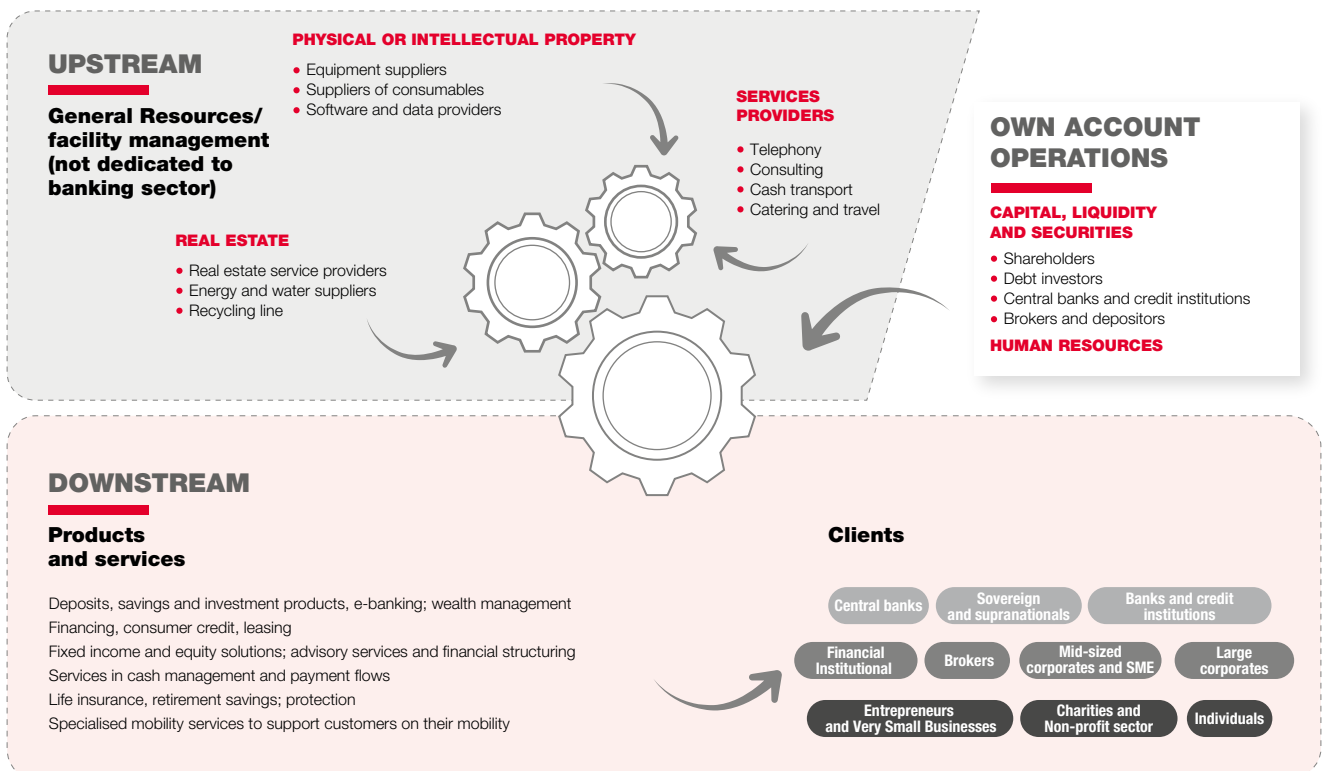 UPSTREAM
General Resources/
facility management
(not dedicated to
banking sector)
PHYSICAL OR INTELLECTUAL PROPERTY
• Equipment suppliers
• Suppliers of consumables
• Software and data providers
SERVICES
PROVIDERS
• Telephony
• Consulting
• Cash transport
• Catering and travel
REAL ESTATE
• Real estate service providers
• Energy and water suppliers
• Recycling line
OWN ACCOUNT
OPERATIONS
CAPITAL, LIQUIDITY
AND SECURITIES
• Shareholders
• Debt investors
• Central banks and credit institutions
• Brokers and depositors
HUMAN RESOURCES
DOWNSTREAM
Products
and services
Deposits, savings and investment products, e-banking; wealth management
Financing, consumer credit, leasing
Fixed income and equity solutions; advisory services and financial structuring
Services in cash management and payment flows
Life insurance, retirement savings; protection
Specialised mobility services to support customers on their mobility
Clients
Central banks
Sovereign
and supranationals
Banks and credit
institutions
Financial
Institutional
Brokers
Mid-sized
corporates and SME
Large
corporates
Entrepreneurs
and Very Small Businesses
Charities and
Non-profit sector
Individuals